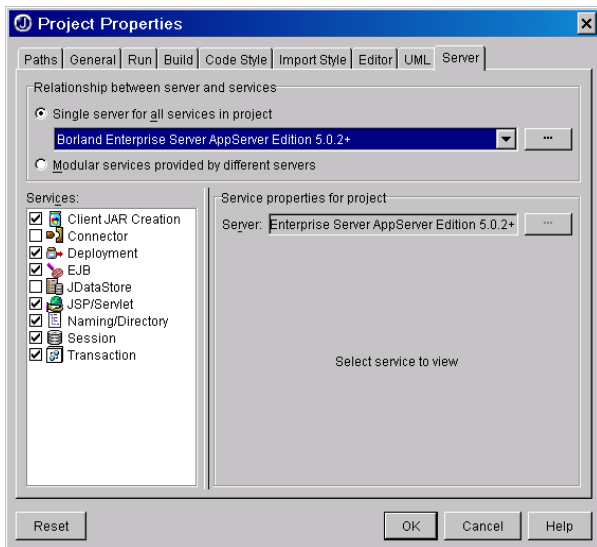 Project Properties
Paths General Run Build Code Style Import Style Editor UML Server
Relationship between server and services
Single server for all services in project
Borland Enterprise Server AppServer Edition 5.0.2+ ...
Modular services provided by different servers
Services:
Client JAR Creation
Connector
Deployment
EJB
JDataStore
JSP/Servlet
Naming/Directory
Session
Transaction
Service properties for project
Server: Enterprise Server AppServer Edition 5.0.2+ ...
Select service to view
Reset OK Cancel Help